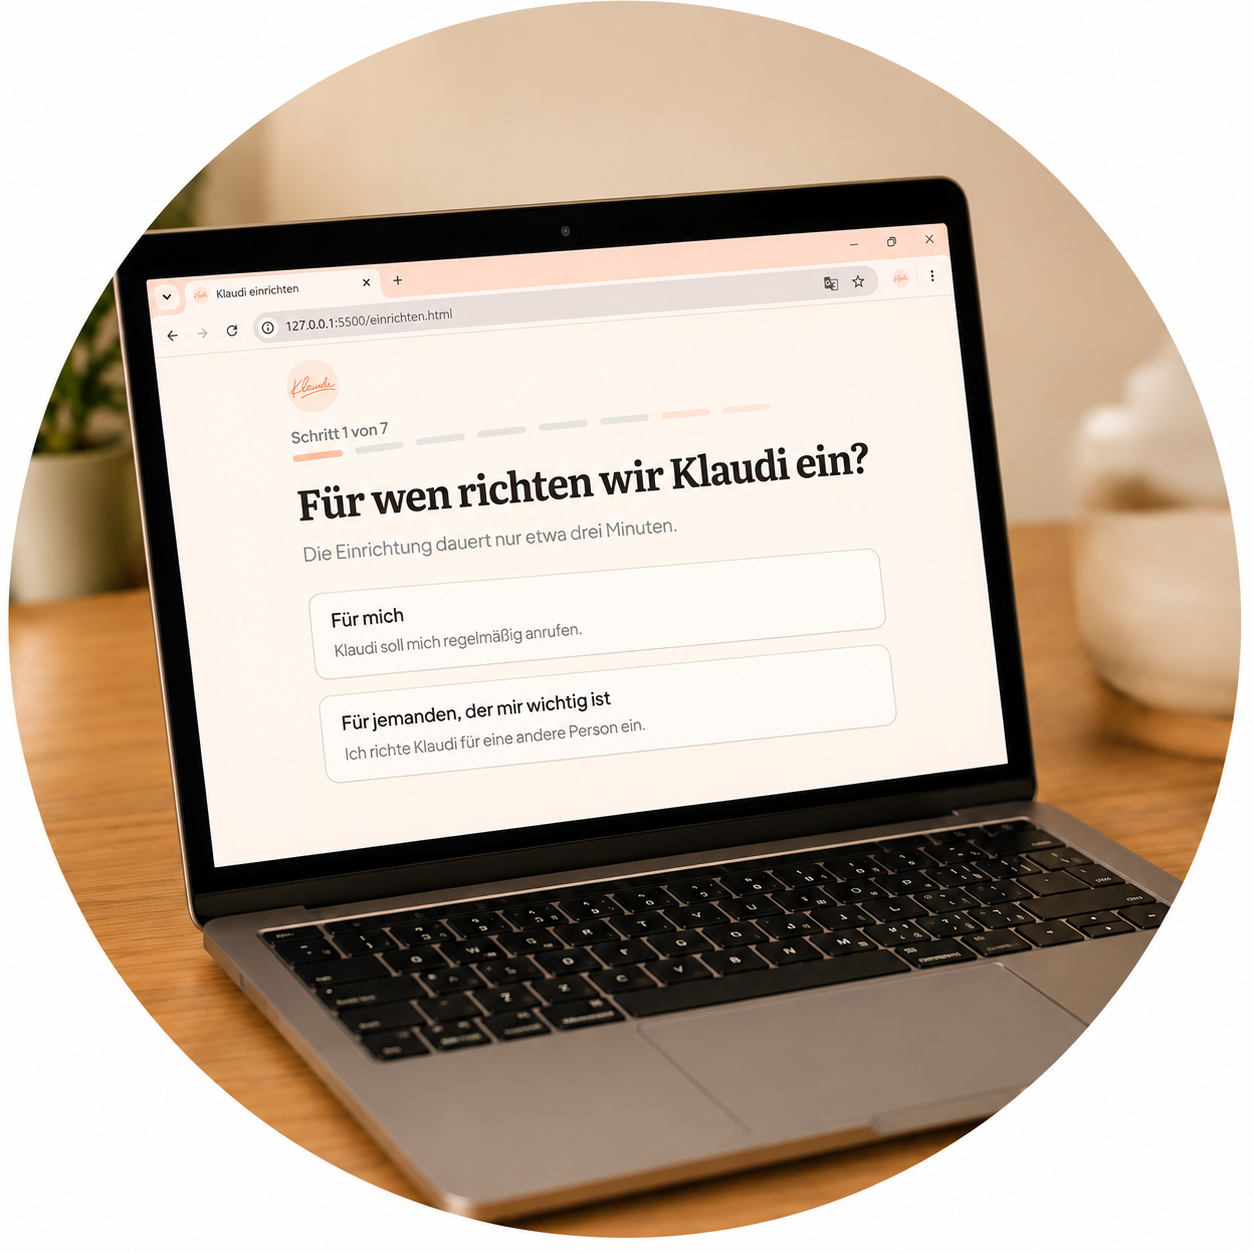 Klaudi einrichten
127.0.0.1:5500/einrichten.html
Klaudi
Schritt 1 von 7
Für wen richten wir Klaudi ein?
Die Einrichtung dauert nur etwa drei Minuten.
Für mich
Klaudi soll mich regelmäßig anrufen.
Für jemanden, der mir wichtig ist
Ich richte Klaudi für eine andere Person ein.